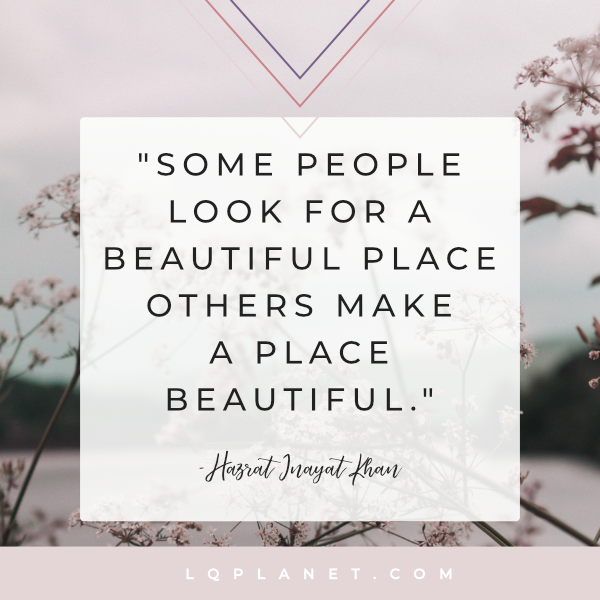 "SOME PEOPLE
LOOK FOR A
BEAUTIFUL PLACE
OTHERS MAKE
A PLACE
BEAUTIFUL."
-Hazrat Inayat Khan
LQPLANET.COM